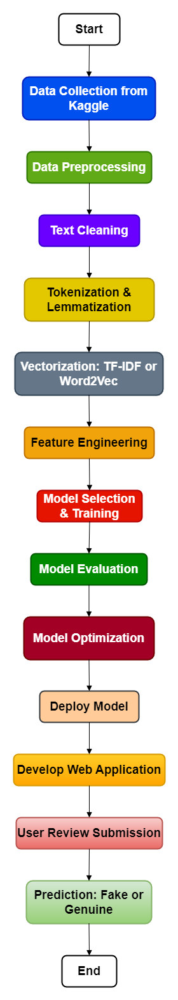 Start
Data Collection from
Kaggle
Data Preprocessing
Text Cleaning
Tokenization &
Lemmatization
Vectorization: TF-IDF or
Word2Vec
Feature Engineering
Model Selection
& Training
Model Evaluation
Model Optimization
Deploy Model
Develop Web Application
User Review Submission
Prediction: Fake or
Genuine
End